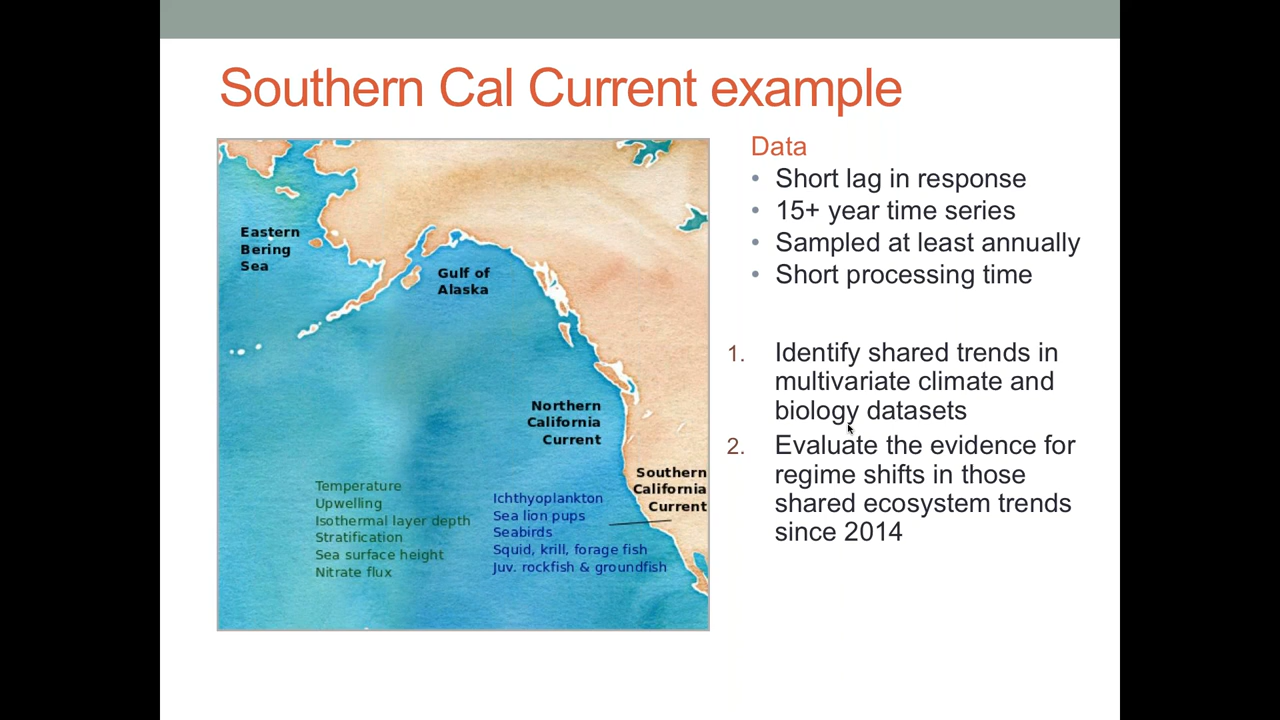 Southern Cal Current example
Eastern
Bering
Sea
Gulf of
Alaska
Northern
California
Current
Southern
California
Current
Temperature
Upwelling
Isothermal layer depth
Stratification
Sea surface height
Nitrate flux
Ichthyoplankton
Sea lion pups
Seabirds
Squid, krill, forage fish
Juv. rockfish & groundfish
Data
• Short lag in response
• 15+ year time series
• Sampled at least annually
• Short processing time
1. Identify shared trends in
multivariate climate and
biology datasets
2. Evaluate the evidence for
regime shifts in those
shared ecosystem trends
since 2014